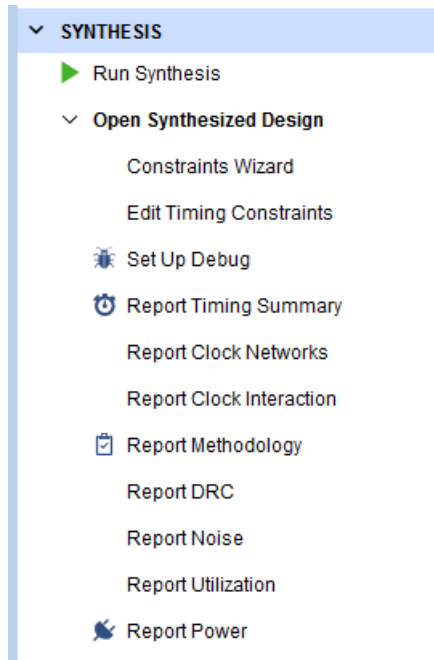 SYNTHESIS
Run Synthesis
Open Synthesized Design
Constraints Wizard
Edit Timing Constraints
Set Up Debug
Report Timing Summary
Report Clock Networks
Report Clock Interaction
Report Methodology
Report DRC
Report Noise
Report Utilization
Report Power